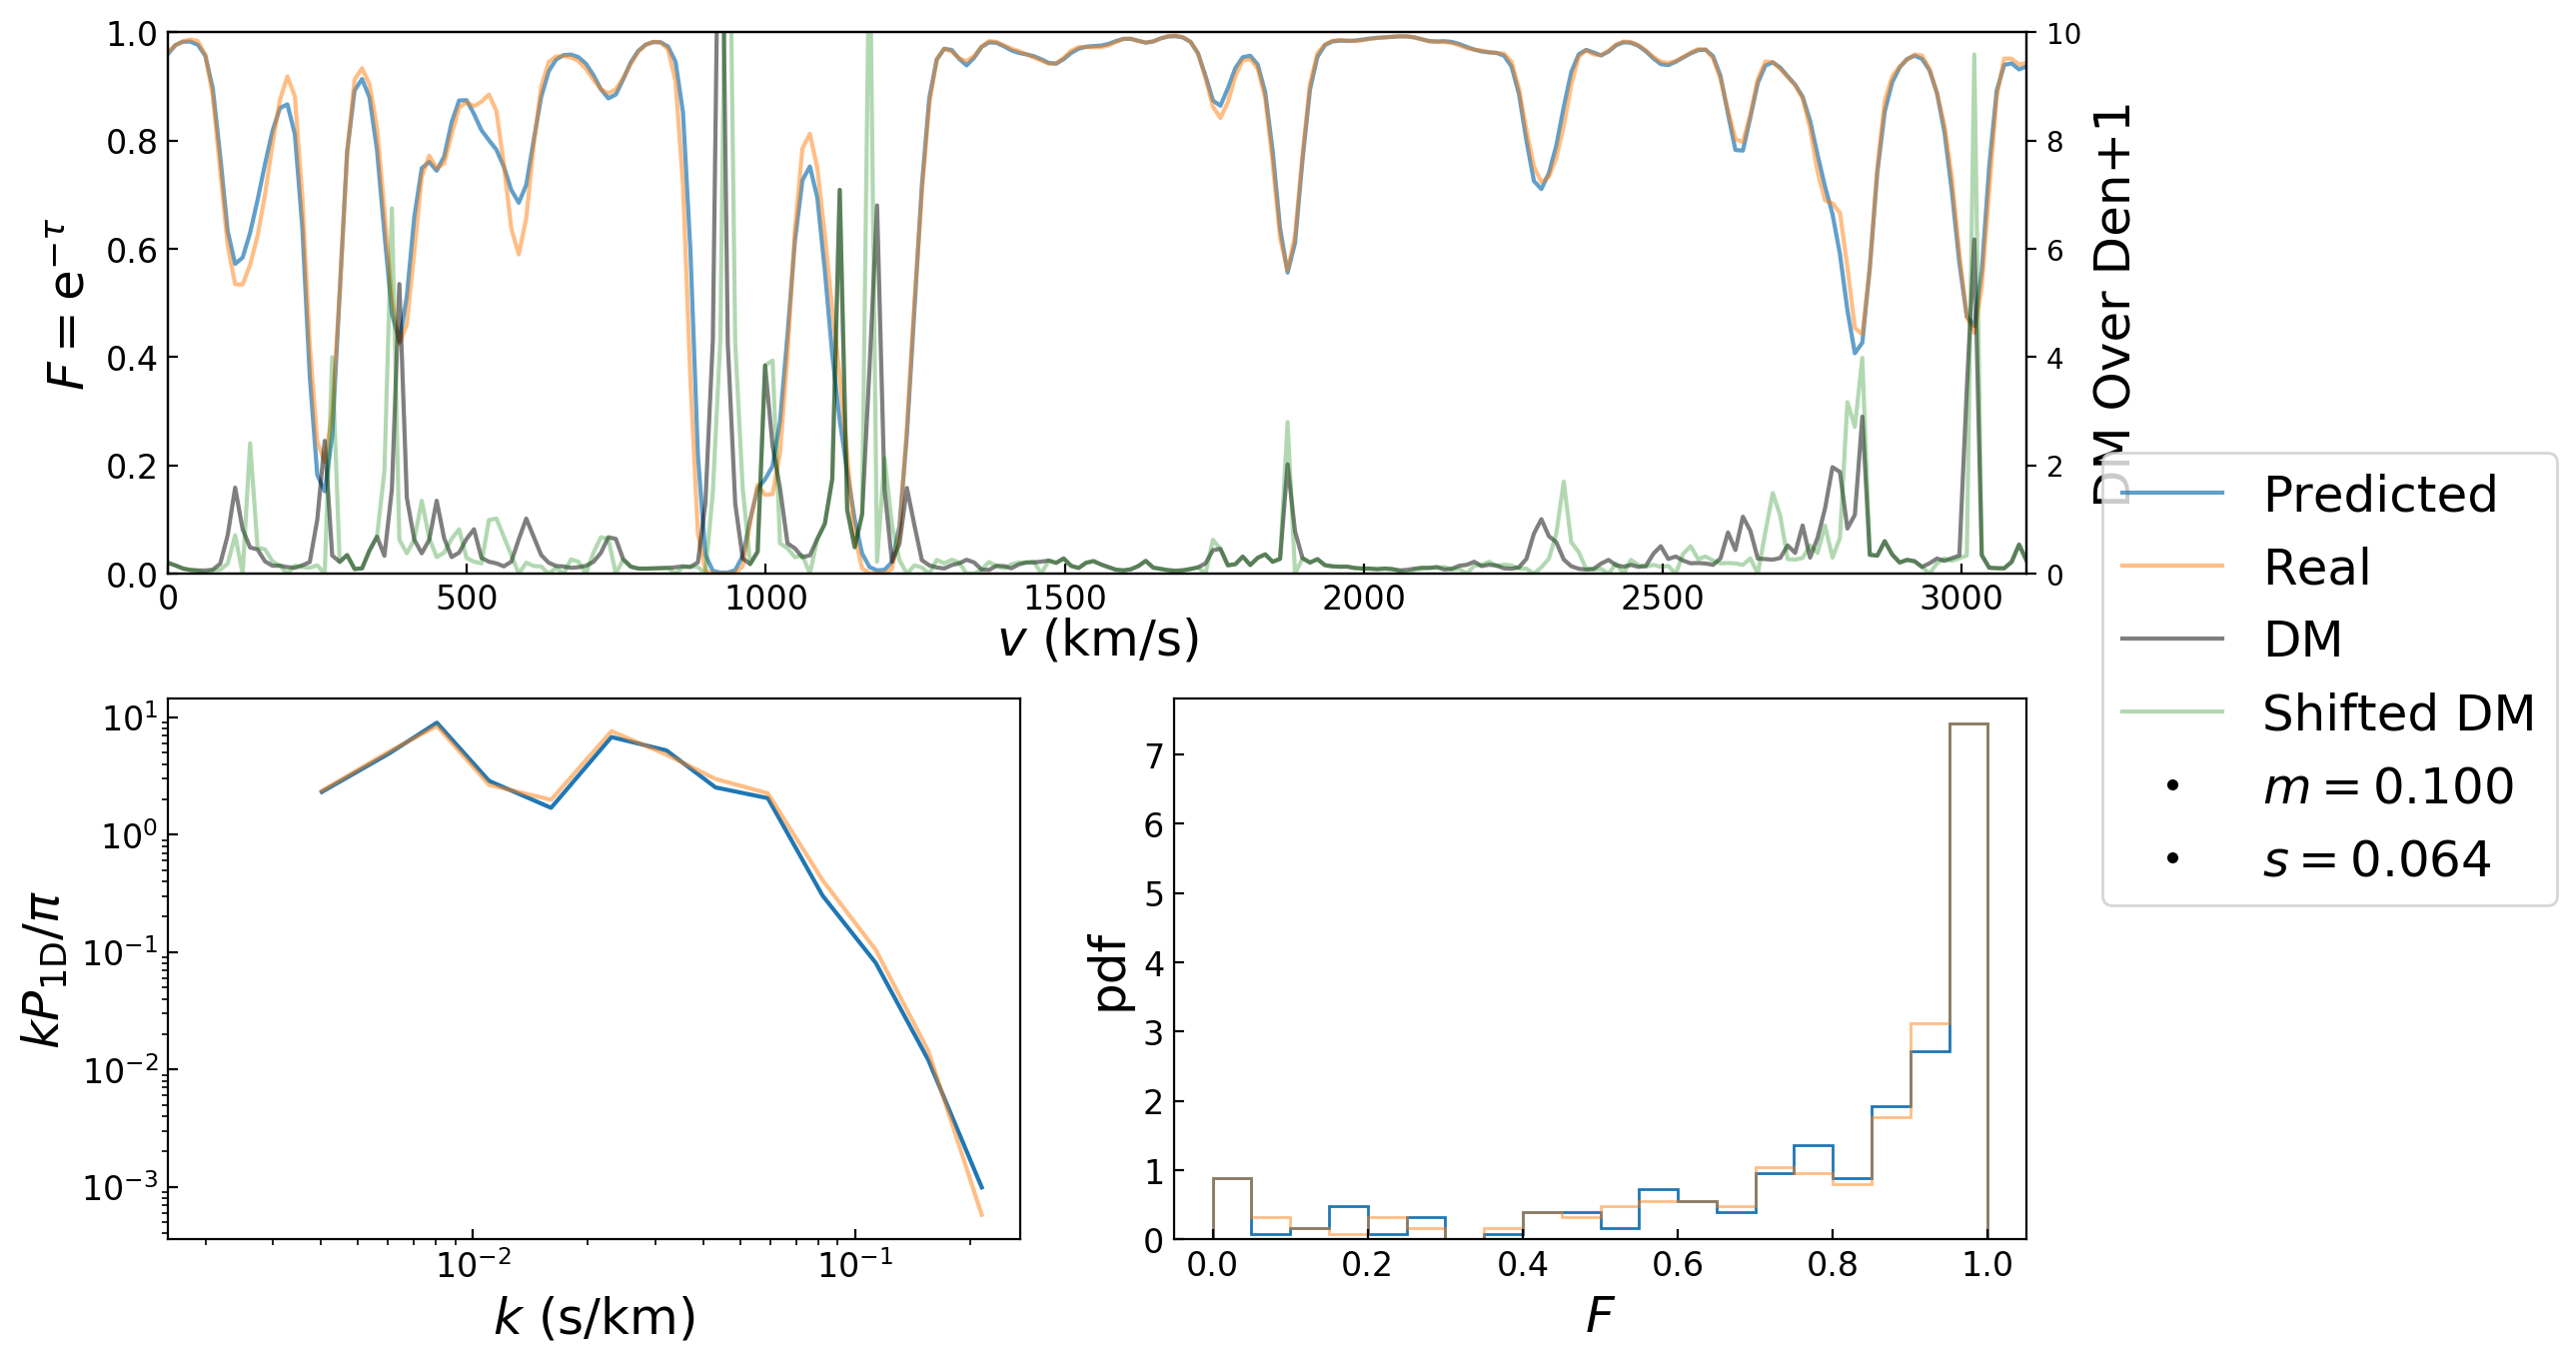 1.0
0.8
0.6
0.4
0.2
0.0
F = e^{−τ}
10
8
6
4
2
0
DM Over Den+1
0 500 1000 1500 2000 2500 3000
v (km/s)
Predicted
Real
DM
Shifted DM
m = 0.100
s = 0.064
10^1
10^0
10^{−1}
10^{−2}
10^{−3}
kP_{1D}/π
10^{−2} 10^{−1}
k (s/km)
7
6
5
4
3
2
1
0
pdf
0.0 0.2 0.4 0.6 0.8 1.0
F